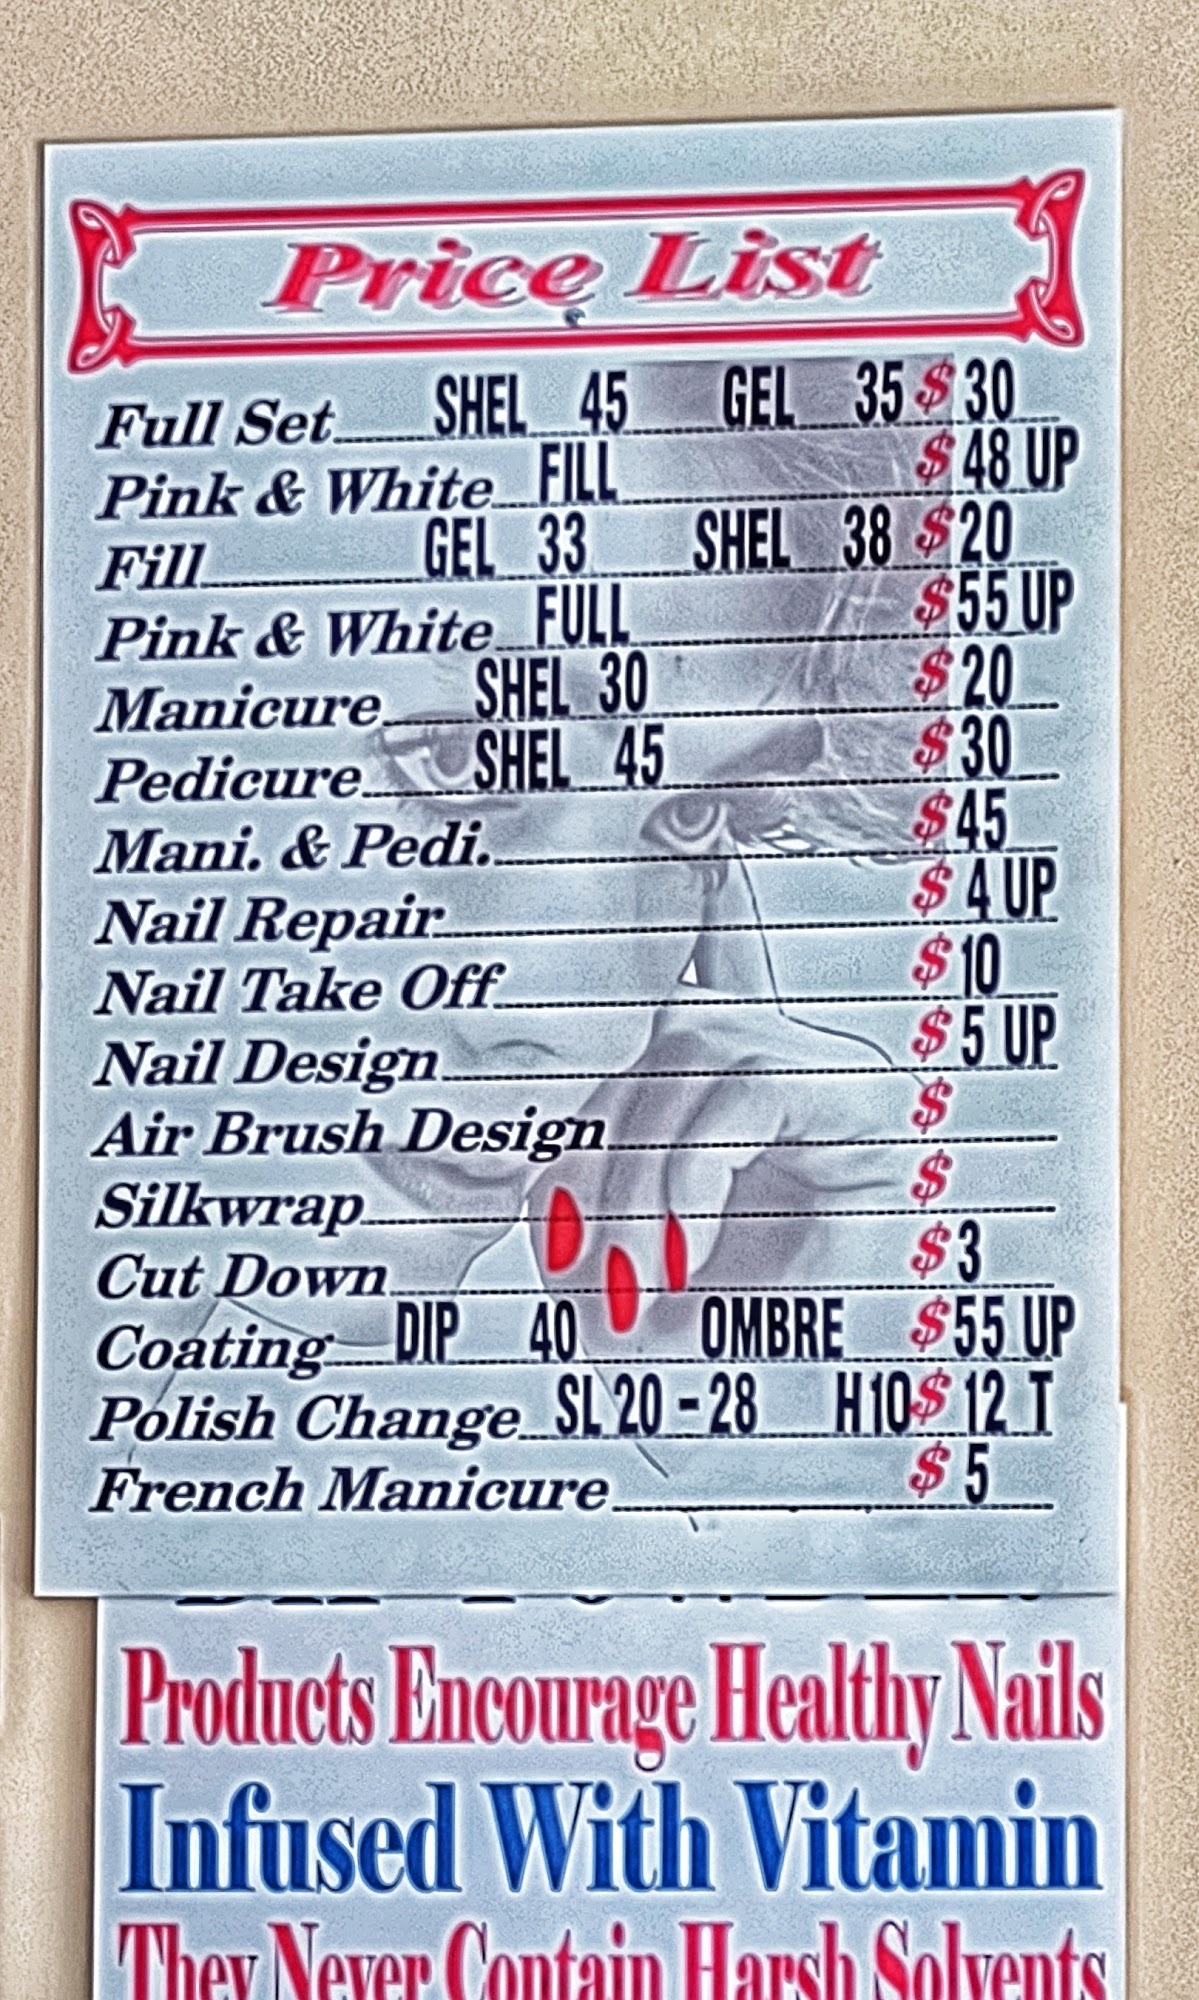 Price List
Full Set SHEL 45 GEL 35 $ 30
Pink & White FILL $ 48 UP
Fill GEL 33 SHEL 38 $ 20
Pink & White FULL $ 55 UP
Manicure SHEL 30 $ 20
Pedicure SHEL 45 $ 30
Mani. & Pedi. $ 45
Nail Repair $ 4 UP
Nail Take Off $ 10
Nail Design $ 5 UP
Air Brush Design $
Silkwrap $
Cut Down $ 3
Coating DIP 40 OMBRE $ 55 UP
Polish Change SL 20 - 28 H 10 $ 12 T
French Manicure $ 5
Products Encourage Healthy Nails
Infused With Vitamin
They Never Contain Harsh Solvents